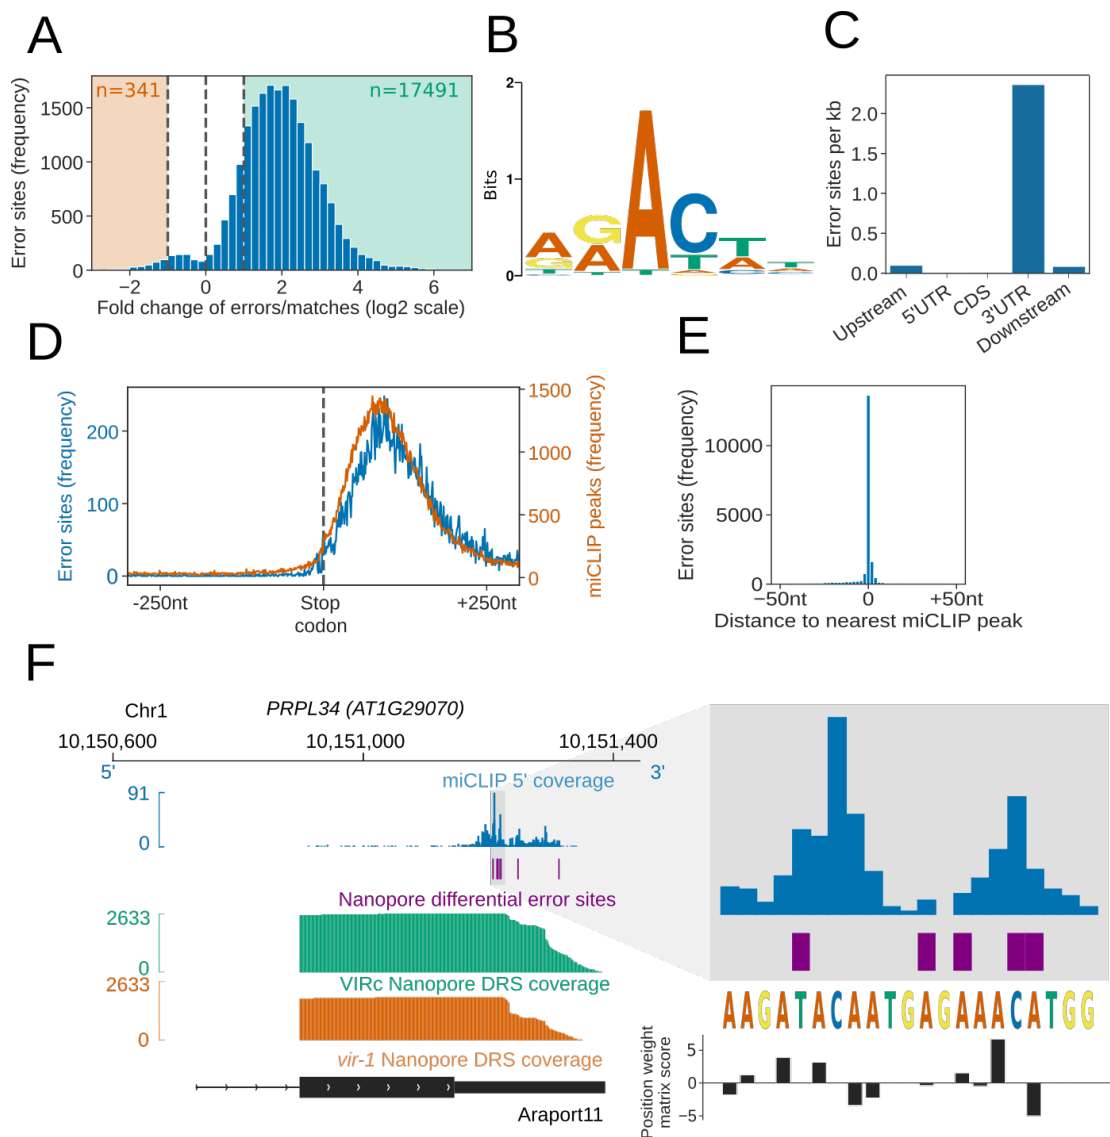 A
n=341
n=17491
Error sites (frequency)
1500
1000
500
0
−2
0
2
4
6
Fold change of errors/matches (log2 scale)
B
Bits
2
1
0
C
Error sites per kb
2.0
1.5
1.0
0.5
0.0
Upstream
5'UTR
CDS
3'UTR
Downstream
D
Error sites (frequency)
200
100
0
1500
1000
500
0
miCLIP peaks (frequency)
-250nt
Stop
codon
+250nt
E
Error sites (frequency)
10000
5000
0
−50nt
0
+50nt
Distance to nearest miCLIP peak
F
Chr1
PRPL34 (AT1G29070)
10,150,600
10,151,000
10,151,400
5'
3'
miCLIP 5' coverage
91
0
Nanopore differential error sites
2633
0
VIRc Nanopore DRS coverage
2633
0
vir-1 Nanopore DRS coverage
Araport11
AAGATACAATGAGAAACATGG
Position weight
matrix score
5
0
−5